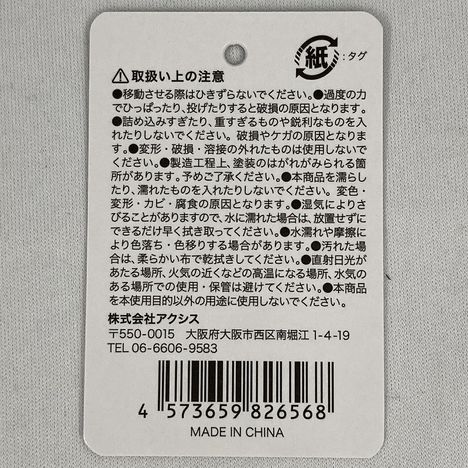 紙:タグ
⚠取扱い上の注意
●移動させる際はひきずらないでください。●過度の力
でひっぱたり、投げたりすると破損の原因となります。
●詰め込みすぎたり、重すぎるものや鋭利なものを入
れたりしないでください。破損やケガの原因となりま
す。●変形・破損・溶接の外れたものは使用しないで
ください。●製造工程上、塗装のはがれがみられる箇
所があります。予めご了承ください。●本商品を濡らし
たり、濡れたものを入れたりしないでください。変色・
変形・カビ・腐食の原因となります。●湿気によりさ
びることがありますので、水に濡れた場合は、放置せずに
できるだけ早く拭き取ってください。●水濡れや摩擦に
より色落ち・色移りする場合があります。●汚れた場
合は、柔らかい布で乾拭きしてください。●直射日光が
あたる場所、火気の近くなどの高温になる場所、水気の
ある場所での使用・保管は避けてください。●本商品
を本使用目的以外の用途に使用しないでください。
株式会社アクシス
〒550-0015 大阪府大阪市西区南堀江 1-4-19
TEL 06-6606-9583
4 573659 826568
MADE IN CHINA